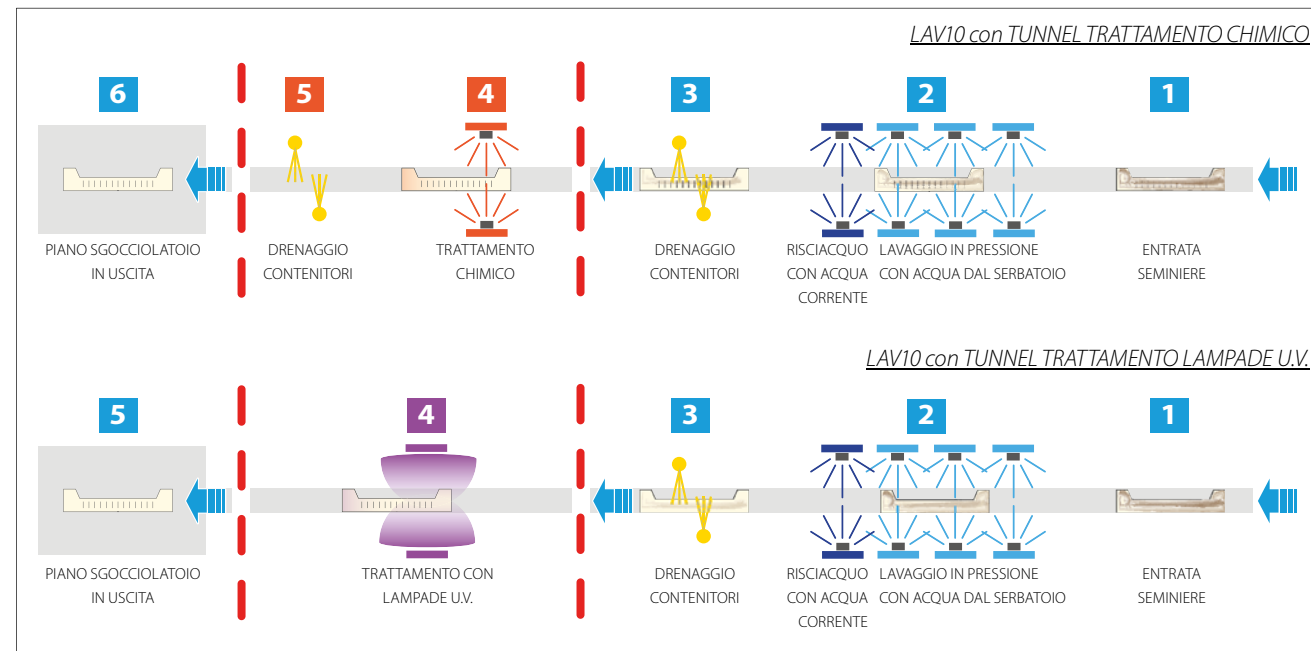 LAV10 con TUNNEL TRATTAMENTO CHIMICO
6
5
4
3
2
1
PIANO SGOCCIOLATOIO
IN USCITA
DRENAGGIO
CONTENITORI
TRATTAMENTO
CHIMICO
DRENAGGIO
CONTENITORI
RISCIACQUO
CON ACQUA
CORRENTE
LAVAGGIO IN PRESSIONE
CON ACQUA DAL SERBATOIO
ENTRATA
SEMINIERE
LAV10 con TUNNEL TRATTAMENTO LAMPADE U.V.
5
4
3
2
1
PIANO SGOCCIOLATOIO
IN USCITA
TRATTAMENTO CON
LAMPADE U.V.
DRENAGGIO
CONTENITORI
RISCIACQUO
CON ACQUA
CORRENTE
LAVAGGIO IN PRESSIONE
CON ACQUA DAL SERBATOIO
ENTRATA
SEMINIERE